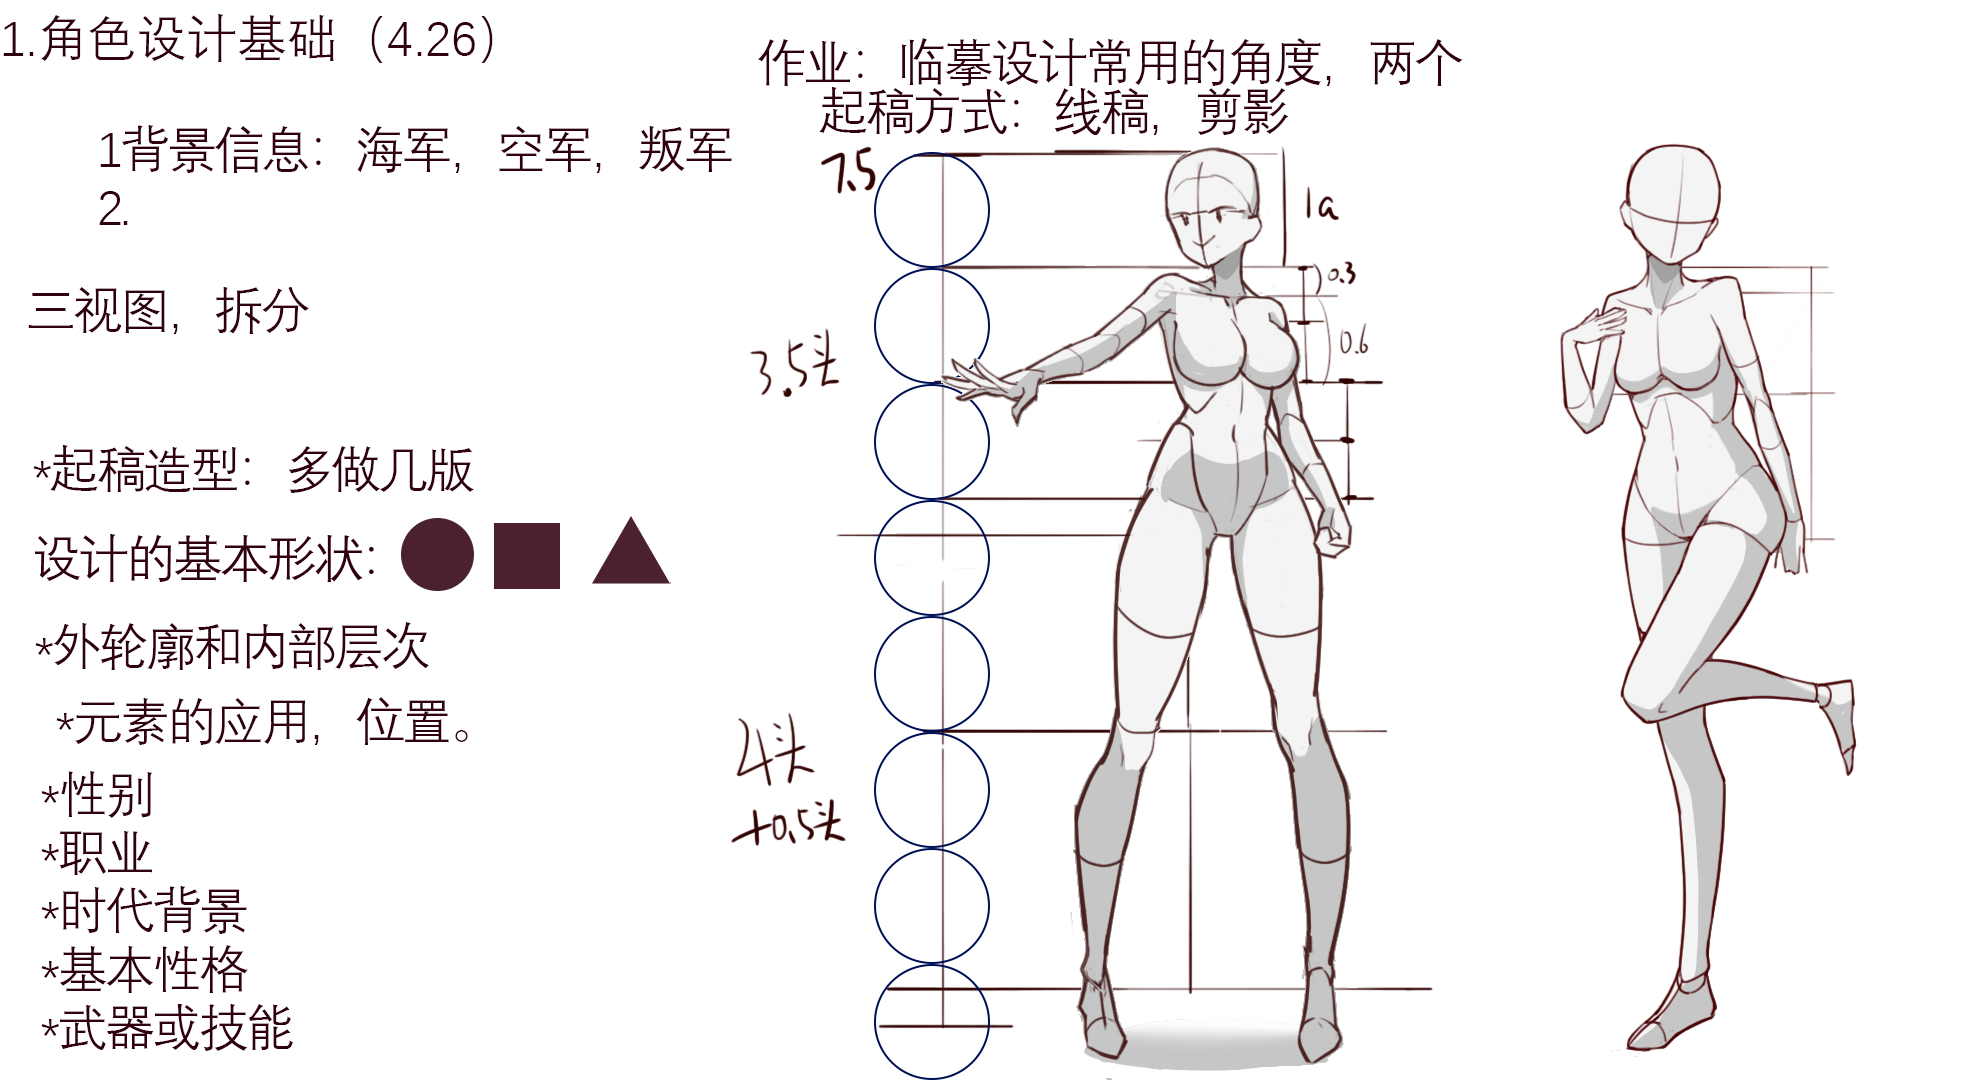 1.角色设计基础（4.26）
1背景信息：海军，空军，叛军
2.
三视图，拆分
*起稿造型：多做几版
设计的基本形状：
*外轮廓和内部层次
*元素的应用，位置。
*性别
*职业
*时代背景
*基本性格
*武器或技能
作业：临摹设计常用的角度，两个
起稿方式：线稿，剪影
7.5
1a
0.3
0.6
3.5头
4头
+0.5头